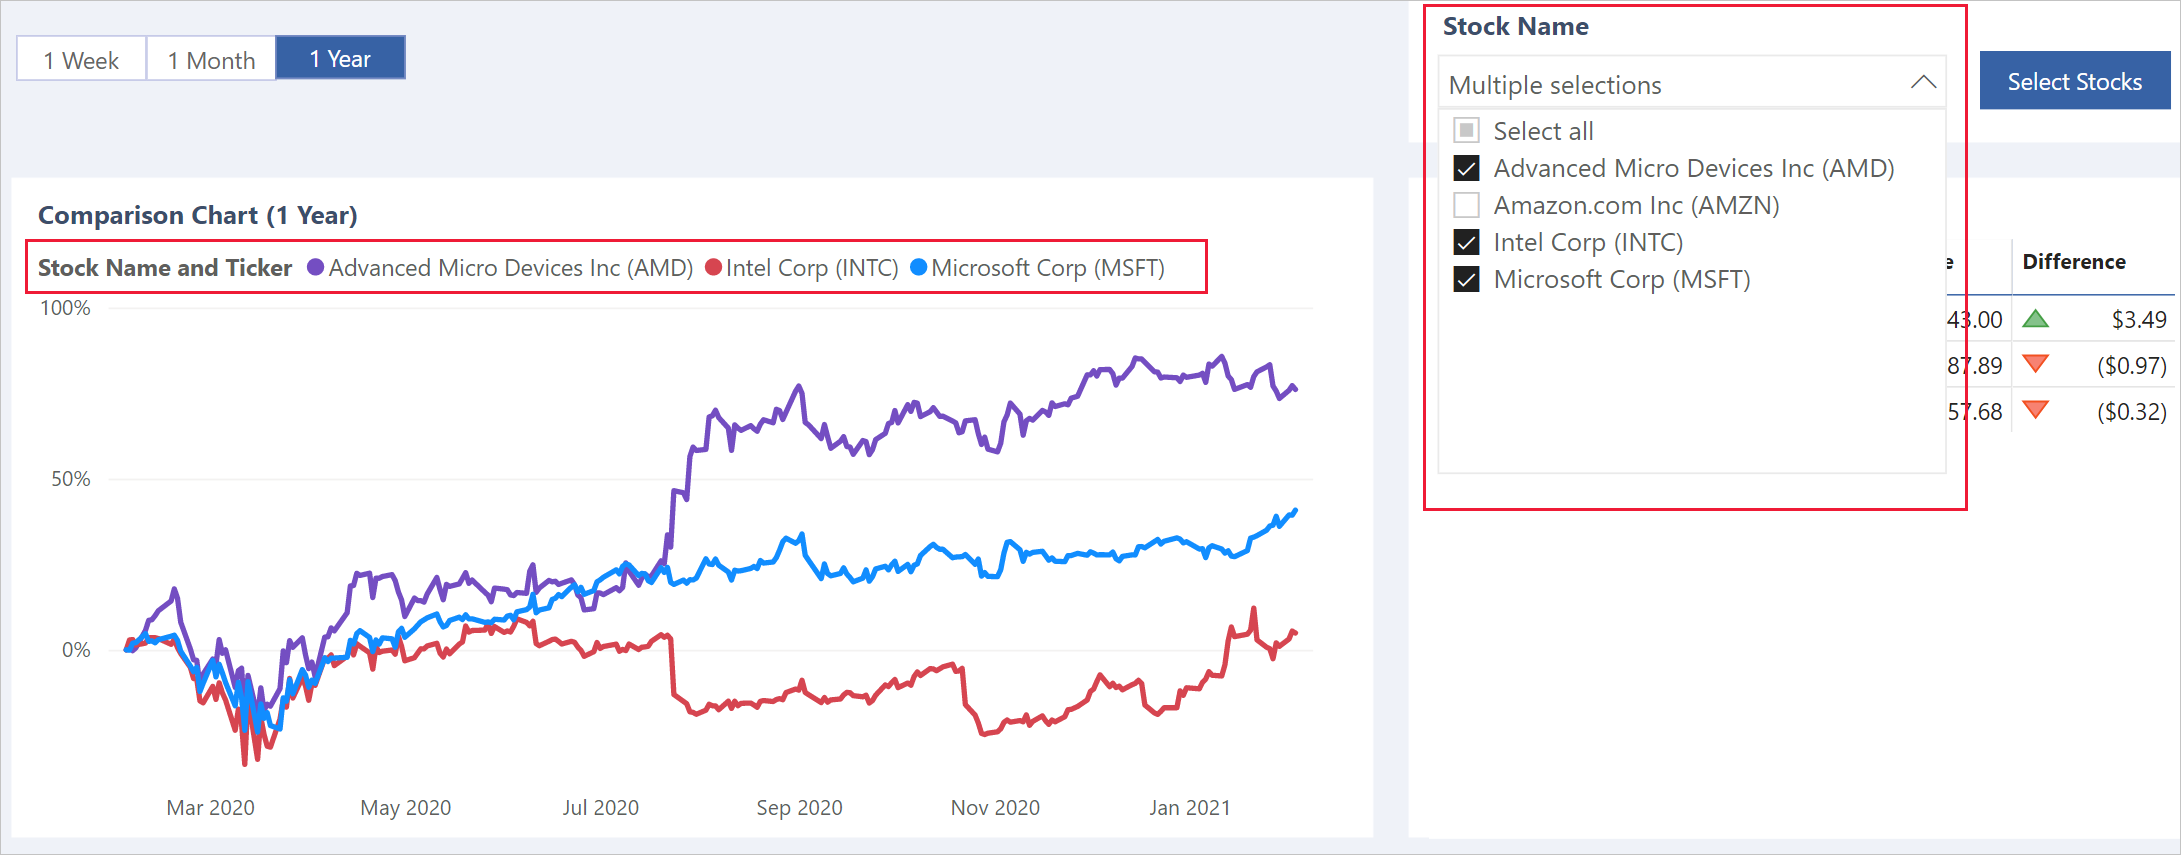 1 Week
1 Month
1 Year
Stock Name
Multiple selections
Select all
Advanced Micro Devices Inc (AMD)
Amazon.com Inc (AMZN)
Intel Corp (INTC)
Microsoft Corp (MSFT)
Select Stocks
Comparison Chart (1 Year)
Stock Name and Ticker Advanced Micro Devices Inc (AMD) Intel Corp (INTC) Microsoft Corp (MSFT)
100%
50%
0%
Mar 2020 May 2020 Jul 2020 Sep 2020 Nov 2020 Jan 2021
e Difference
43.00 $3.49
87.89 ($0.97)
57.68 ($0.32)